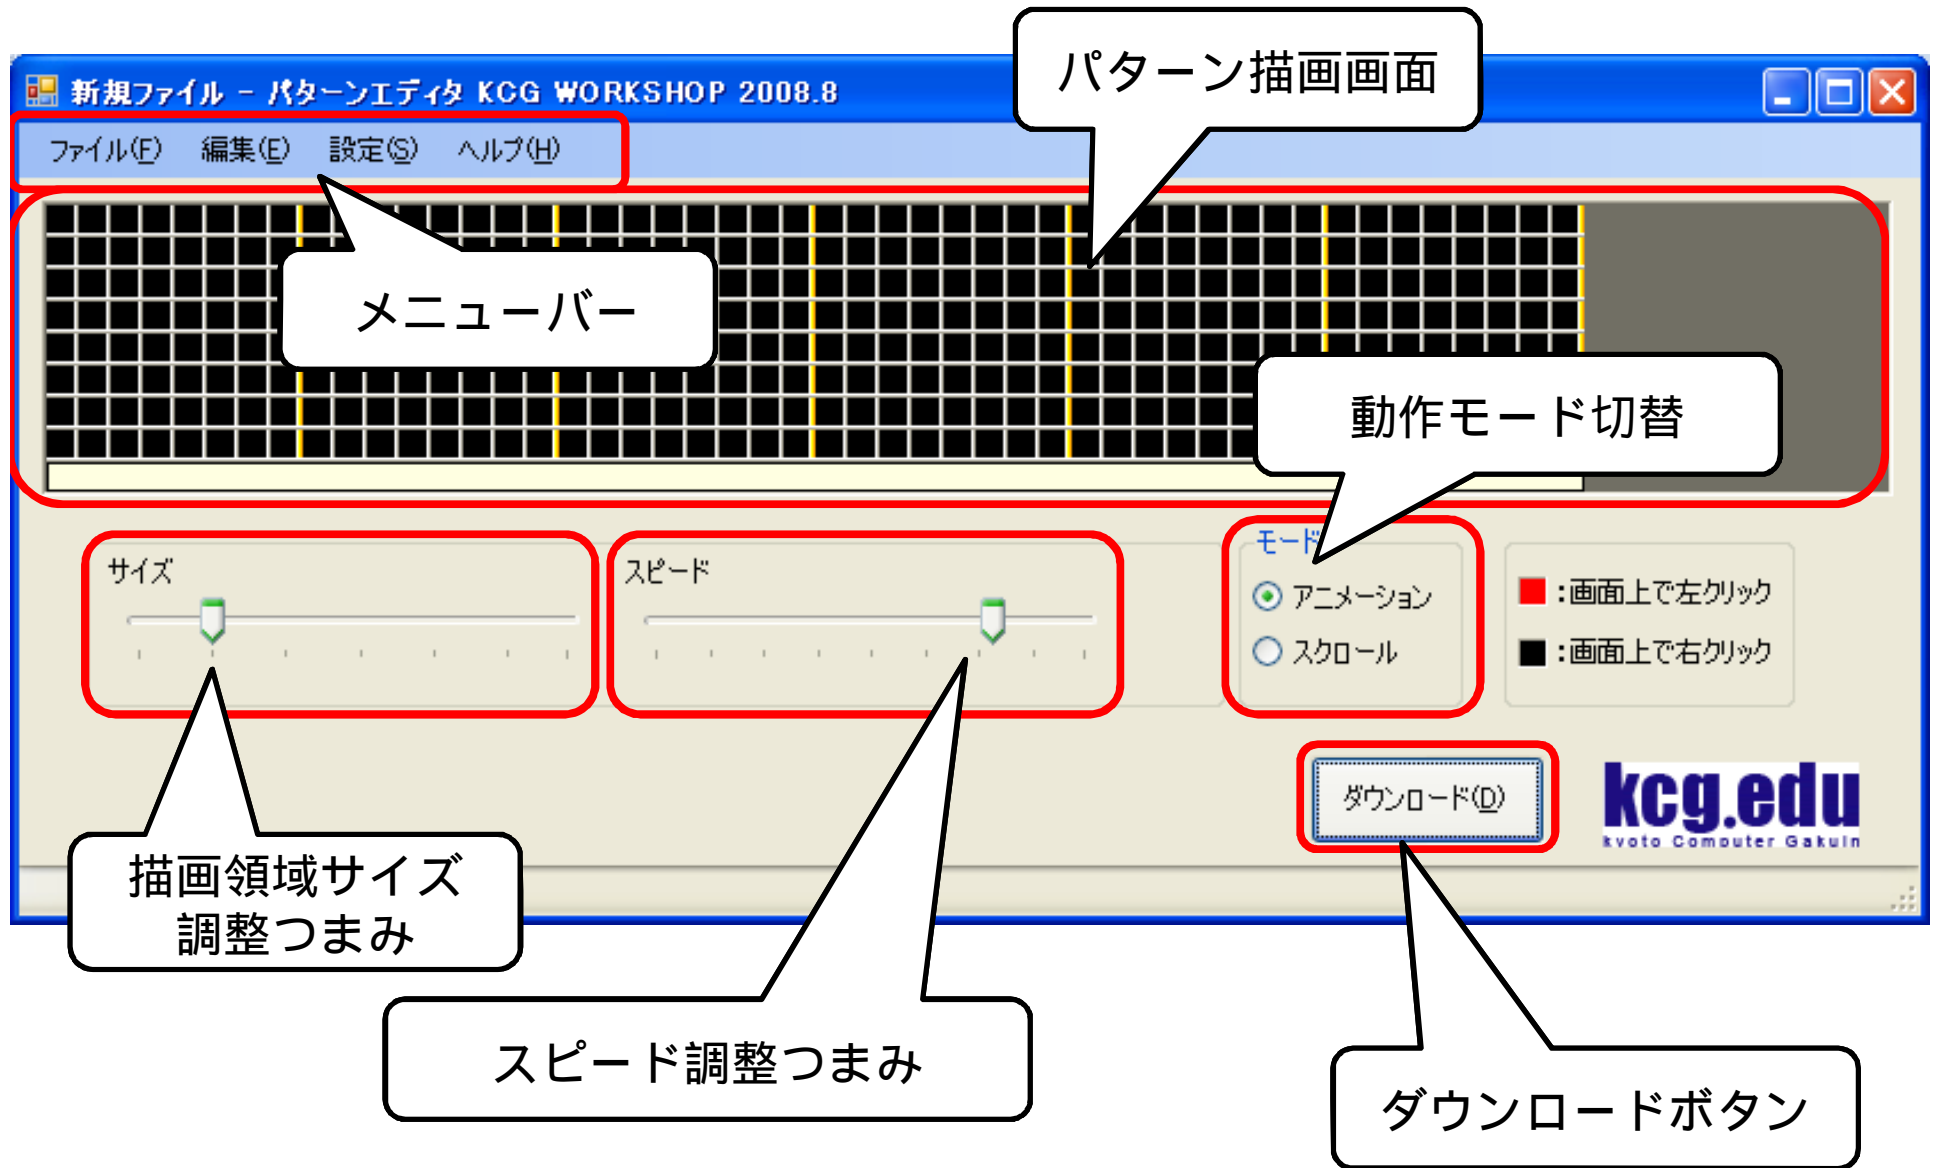 パターン描画画面
新規ファイル - パターンエディタ KCG WORKSHOP 2008.8
ファイル(F) 編集(E) 設定(S) ヘルプ(H)
メニューバー
動作モード切替
サイズ
スピード
モード
アニメーション
スクロール
:画面上で左クリック
:画面上で右クリック
ダウンロード(D)
kcg.edu
kyoto Computer Gakuin
描画領域サイズ
調整つまみ
スピード調整つまみ
ダウンロードボタン